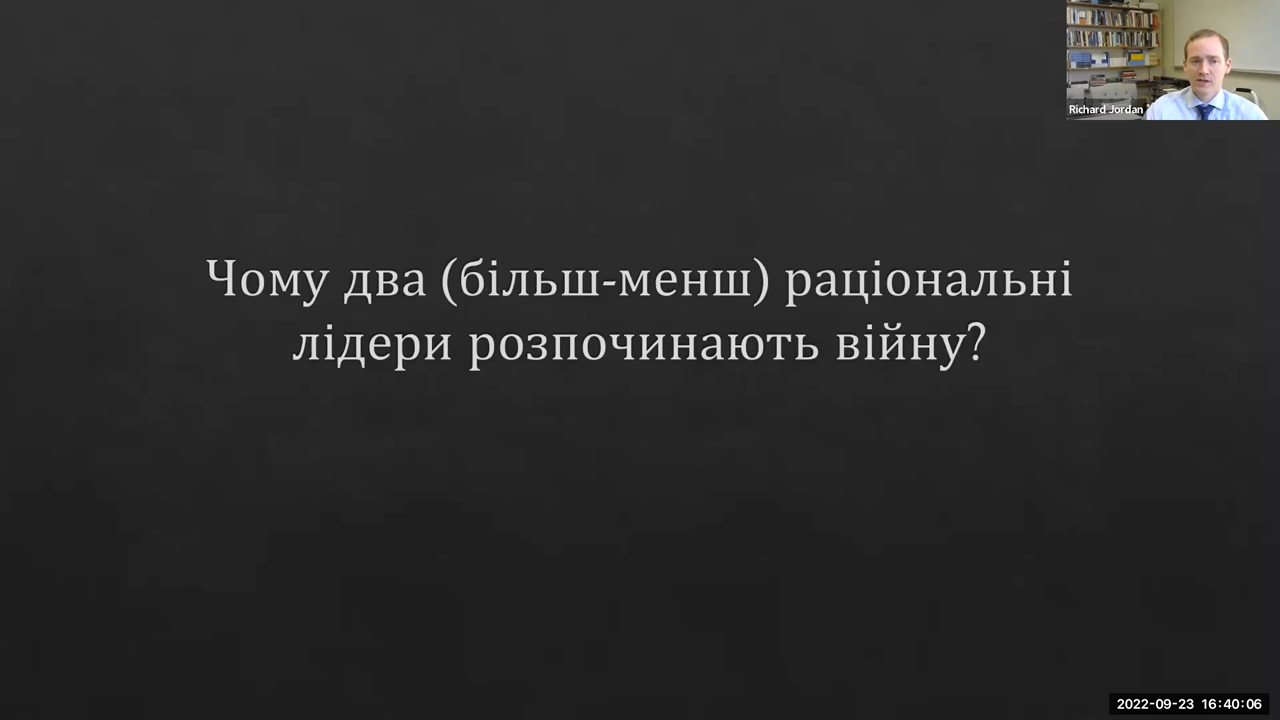 Richard Jordan
Чому два (більш-менш) раціональні
лідери розпочинають війну?
2022-09-23 16:40:06